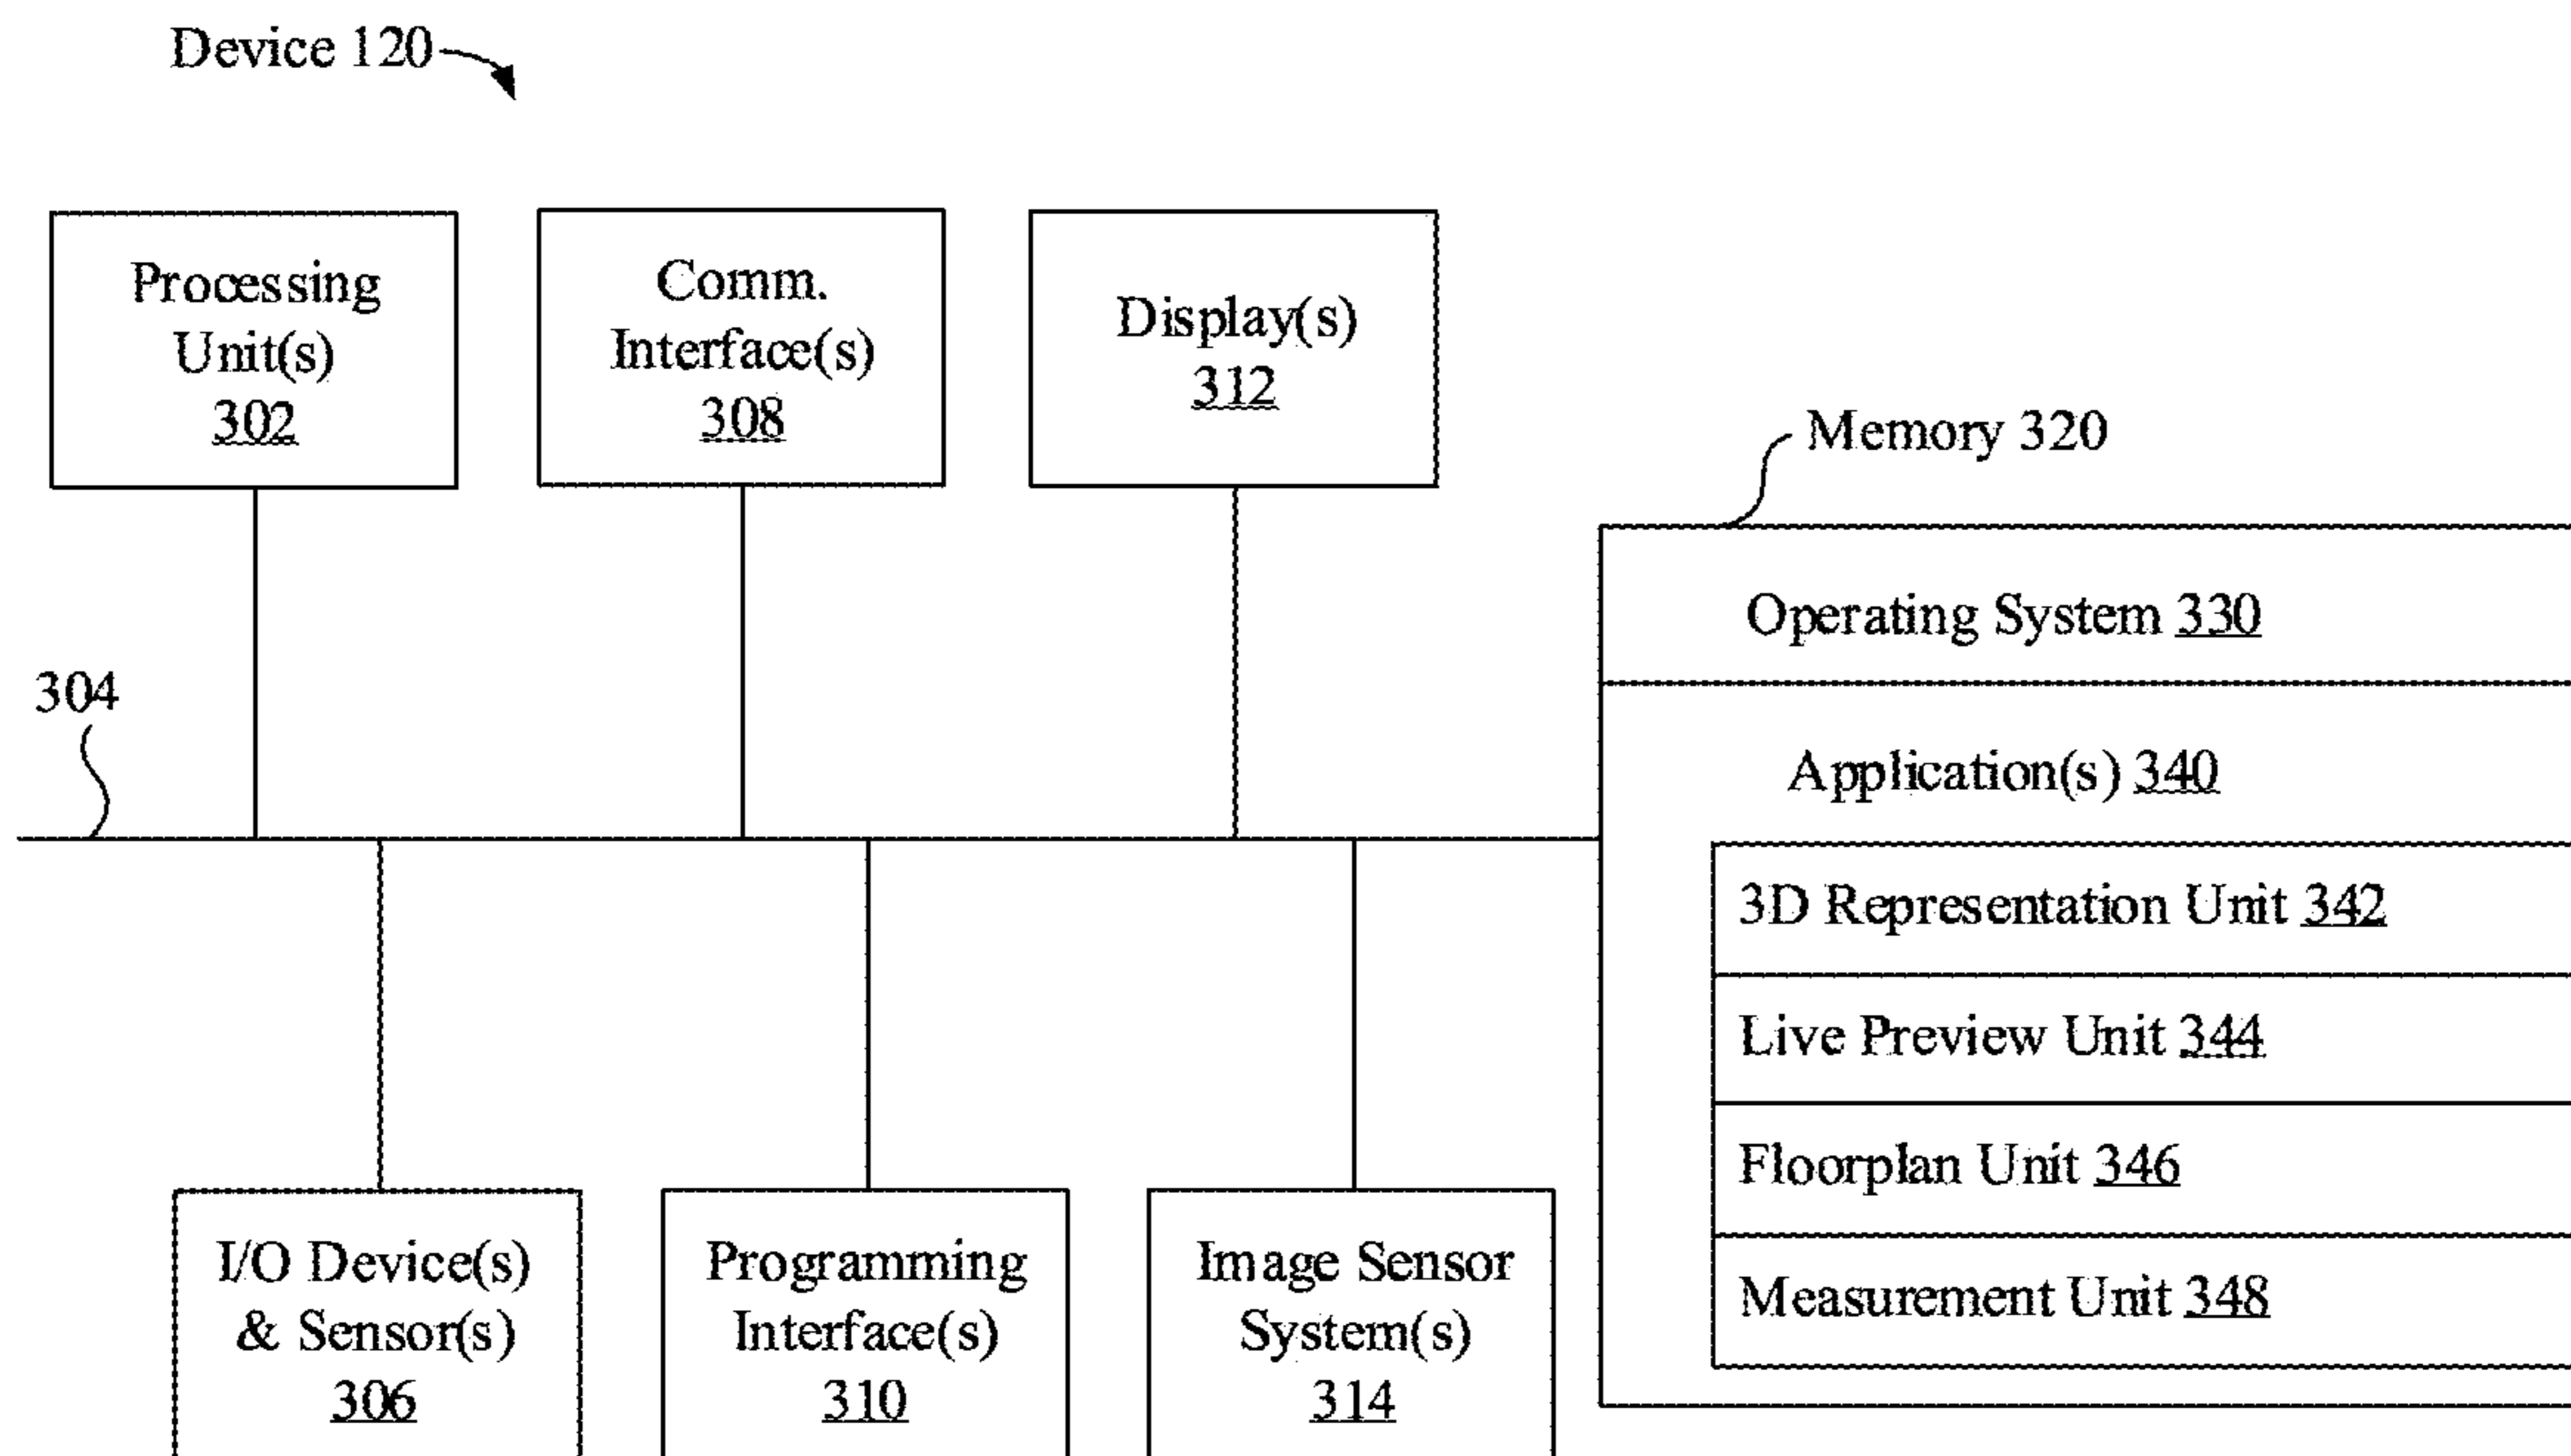 Device 120
Processing
Unit(s)
302
Comm.
Interface(s)
308
Display(s)
312
Memory 320
Operating System 330
304
Application(s) 340
3D Representation Unit 342
Live Preview Unit 344
Floorplan Unit 346
Measurement Unit 348
I/O Device(s)
& Sensor(s)
306
Programming
Interface(s)
310
Image Sensor
System(s)
314